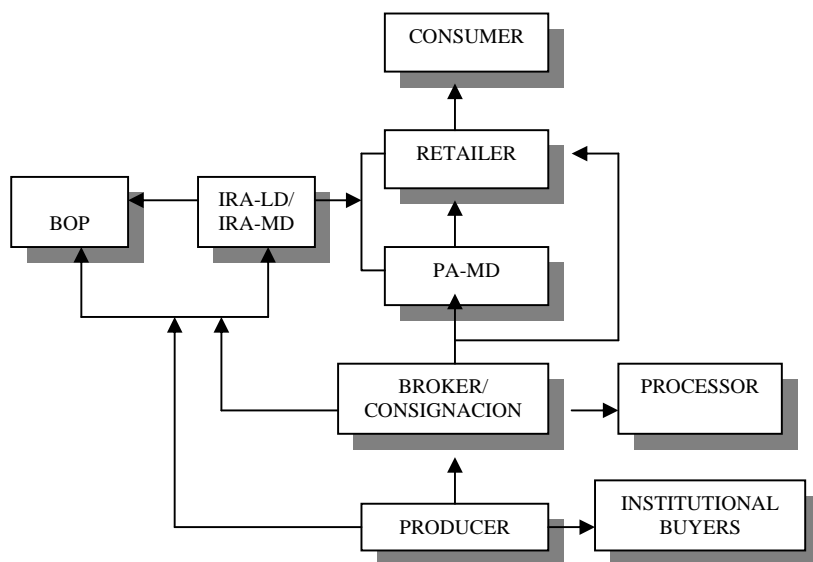 CONSUMER
RETAILER
BOP
IRA-LD/
IRA-MD
PA-MD
BROKER/
CONSIGNACION
PROCESSOR
PRODUCER
INSTITUTIONAL
BUYERS